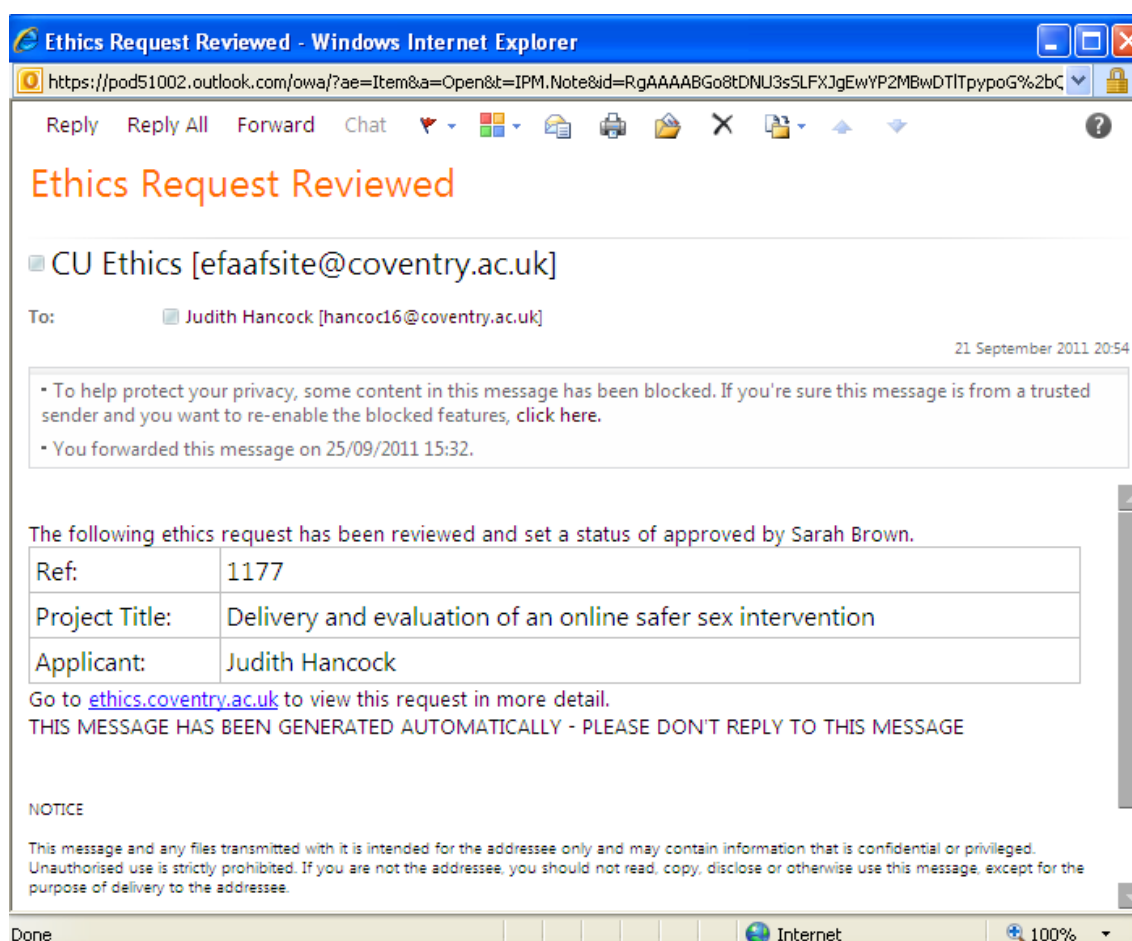 Ethics Request Reviewed - Windows Internet Explorer
https://pod51002.outlook.com/owa/?ae=Item&a=Open&t=IPM.Note&id=RgAAAABGo8tDNU3sSLFXJgEwYP2MBwDTlTpypoG%2bC
Reply Reply All Forward Chat
Ethics Request Reviewed
CU Ethics [efaafsite@coventry.ac.uk]
To: Judith Hancock [hancoc16@coventry.ac.uk]
21 September 2011 20:54
▪ To help protect your privacy, some content in this message has been blocked. If you're sure this message is from a trusted
sender and you want to re-enable the blocked features, click here.
▪ You forwarded this message on 25/09/2011 15:32.
The following ethics request has been reviewed and set a status of approved by Sarah Brown.
Ref: 1177
Project Title: Delivery and evaluation of an online safer sex intervention
Applicant: Judith Hancock
Go to ethics.coventry.ac.uk to view this request in more detail.
THIS MESSAGE HAS BEEN GENERATED AUTOMATICALLY - PLEASE DON'T REPLY TO THIS MESSAGE
NOTICE
This message and any files transmitted with it is intended for the addressee only and may contain information that is confidential or privileged.
Unauthorised use is strictly prohibited. If you are not the addressee, you should not read, copy, disclose or otherwise use this message, except for the
purpose of delivery to the addressee.
Done Internet 100%